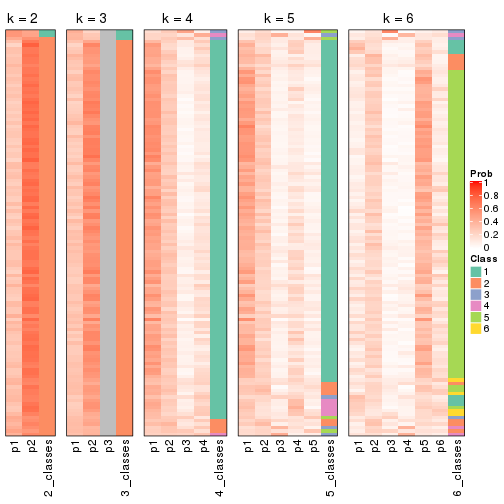 k = 2
k = 3
k = 4
k = 5
k = 6
p1
p2
2_classes
p1
p2
p3
3_classes
p1
p2
p3
p4
4_classes
p1
p2
p3
p4
p5
5_classes
p1
p2
p3
p4
p5
p6
6_classes
Prob
1
0.8
0.6
0.4
0.2
0
Class
1
2
3
4
5
6